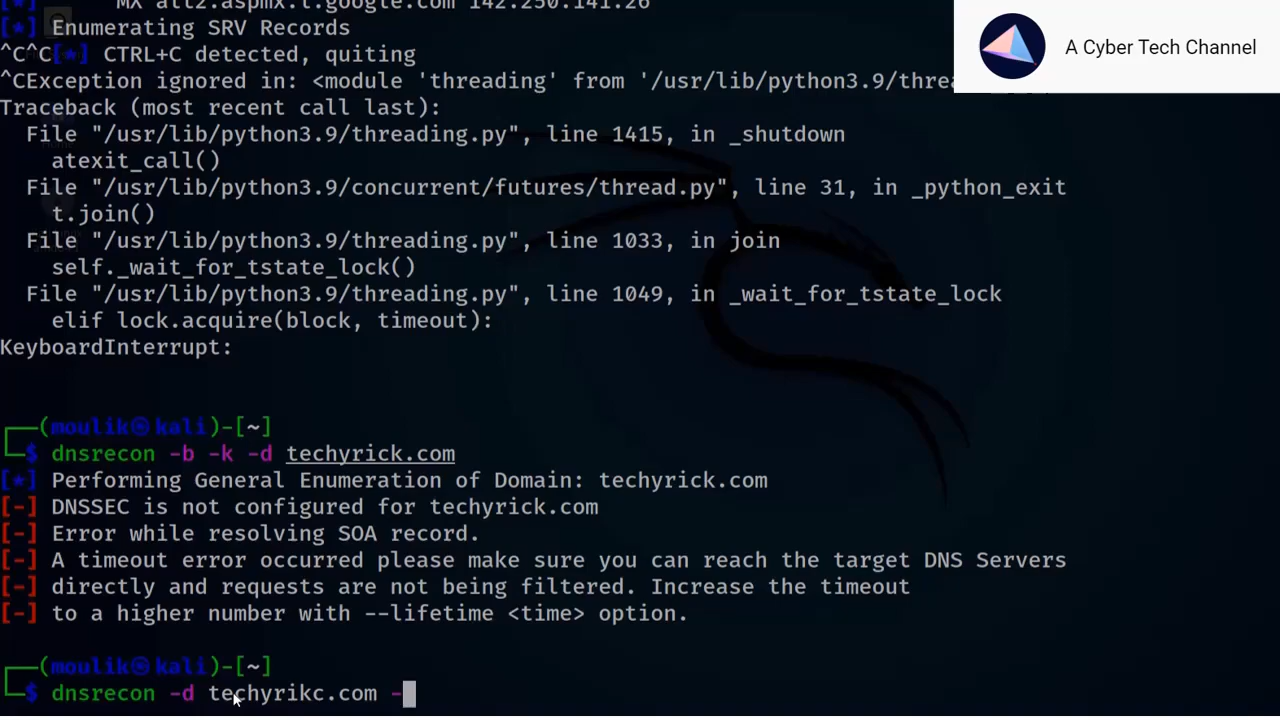 [*] MX alt2.aspmx.l.google.com 142.250.141.26
[*] Enumerating SRV Records
^C^C[*] CTRL+C detected, quiting
^CException ignored in: <module 'threading' from '/usr/lib/python3.9/threa
Traceback (most recent call last):
File "/usr/lib/python3.9/threading.py", line 1415, in _shutdown
atexit_call()
File "/usr/lib/python3.9/concurrent/futures/thread.py", line 31, in _python_exit
t.join()
File "/usr/lib/python3.9/threading.py", line 1033, in join
self._wait_for_tstate_lock()
File "/usr/lib/python3.9/threading.py", line 1049, in _wait_for_tstate_lock
elif lock.acquire(block, timeout):
KeyboardInterrupt:
┌──(moulik㉿kali)-[~]
└─$ dnsrecon -b -k -d techyrick.com
[*] Performing General Enumeration of Domain: techyrick.com
[-] DNSSEC is not configured for techyrick.com
[-] Error while resolving SOA record.
[-] A timeout error occurred please make sure you can reach the target DNS Servers
[-] directly and requests are not being filtered. Increase the timeout
[-] to a higher number with --lifetime <time> option.
┌──(moulik㉿kali)-[~]
└─$ dnsrecon -d techyrikc.com -
A Cyber Tech Channel